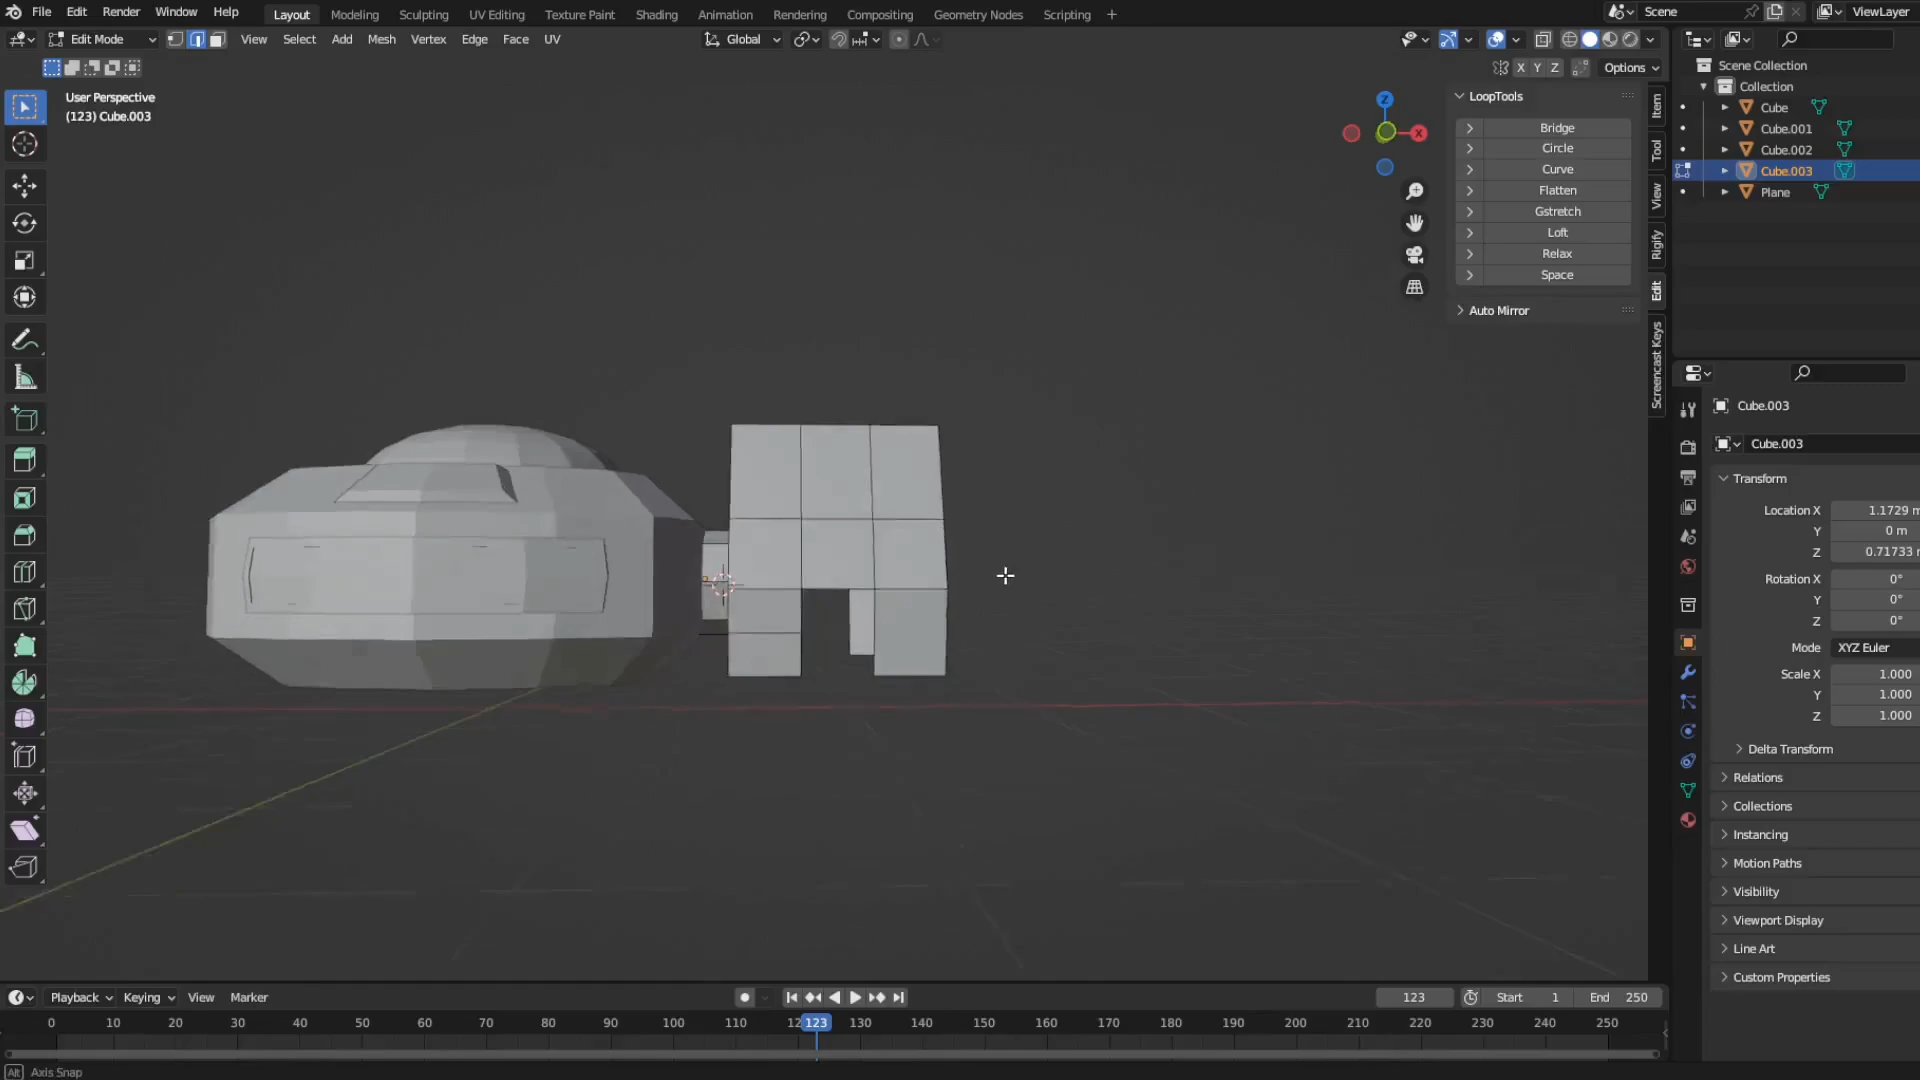 File Edit Render Window Help Layout Modeling Sculpting UV Editing Texture Paint Shading Animation Rendering Compositing Geometry Nodes Scripting + Scene ViewLayer
Edit Mode View Select Add Mesh Vertex Edge Face UV Global
X Y Z Options
User Perspective
(123) Cube.003
Z
X
LoopTools
Bridge
Circle
Curve
Flatten
Gstretch
Loft
Relax
Space
Auto Mirror
Item
Tool
View
Rigify
Edit
Screencast Keys
Scene Collection
Collection
Cube
Cube.001
Cube.002
Cube.003
Plane
Cube.003
Cube.003
Transform
Location X 1.1729 m
Y 0 m
Z 0.71733
Rotation X 0°
Y 0°
Z 0°
Mode XYZ Euler
Scale X 1.000
Y 1.000
Z 1.000
Delta Transform
Relations
Collections
Instancing
Motion Paths
Visibility
Viewport Display
Line Art
Custom Properties
Playback Keying View Marker 123 Start 1 End 250
0 10 20 30 40 50 60 70 80 90 100 110 12 123 130 140 150 160 170 180 190 200 210 220 230 240 250
Alt Axis Snap